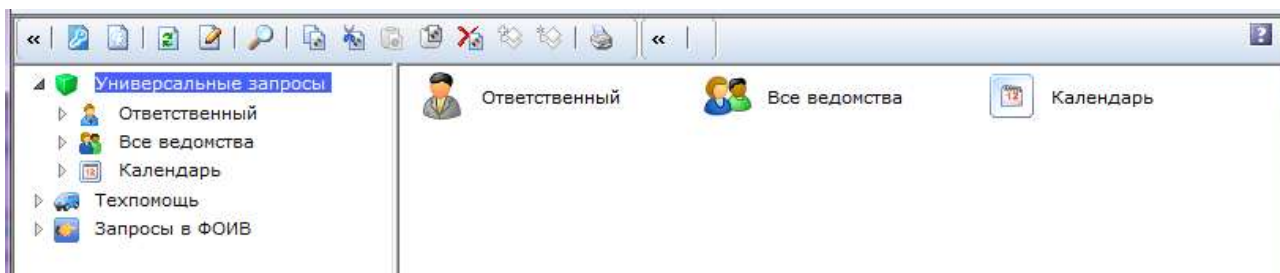 Универсальные запросы
Ответственный
Все ведомства
Календарь
Техпомощь
Запросы в ФОИВ
Ответственный
Все ведомства
Календарь